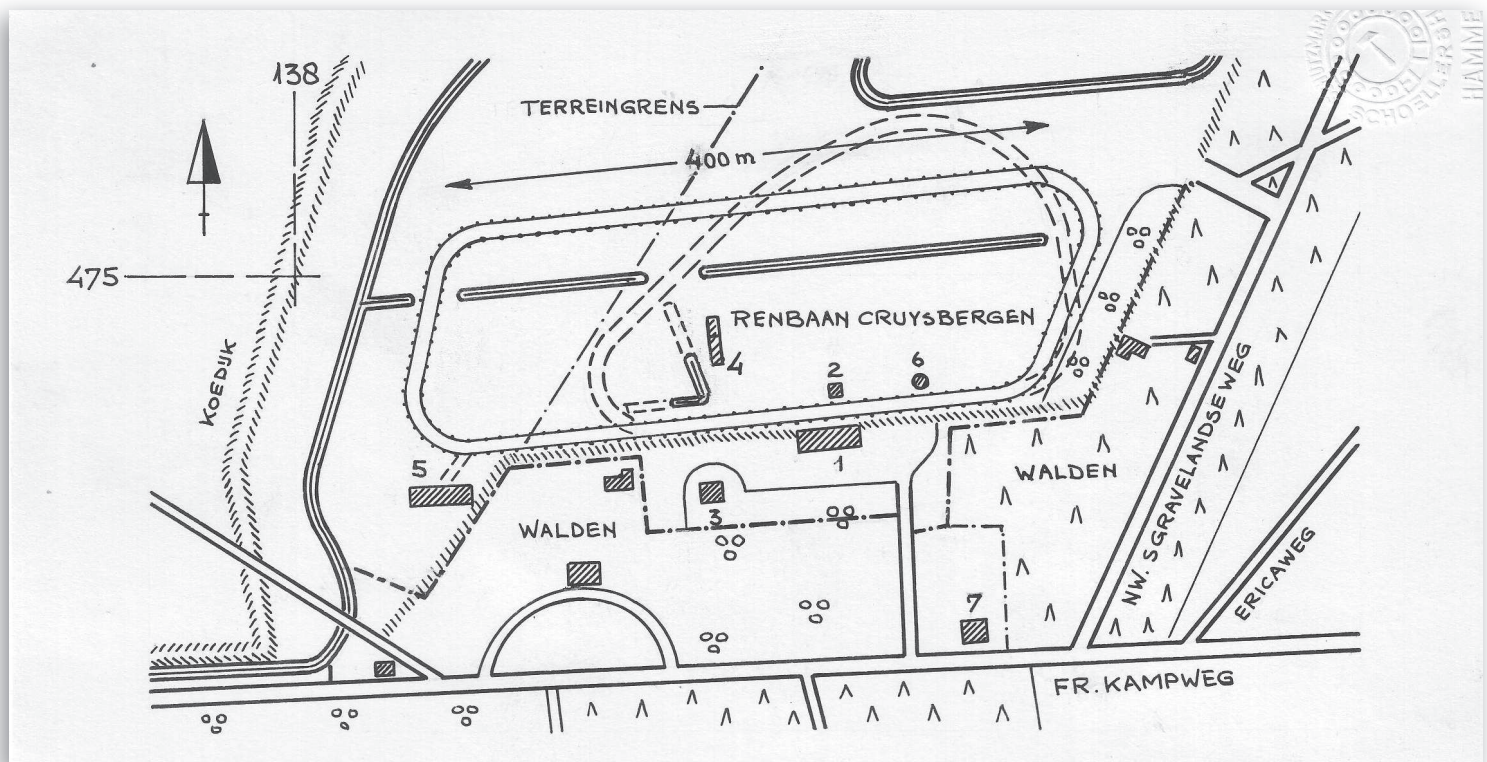 138
TERREINGRENS
400 m
475
RENBAAN CRUYSBERGEN
KOEDIJK
4
2
6
5
1
WALDEN
3
WALDEN
NW. SGRAVELANDSEWEG
ERICAWEG
7
FR. KAMPWEG
SCHOELLERSH
HAMME